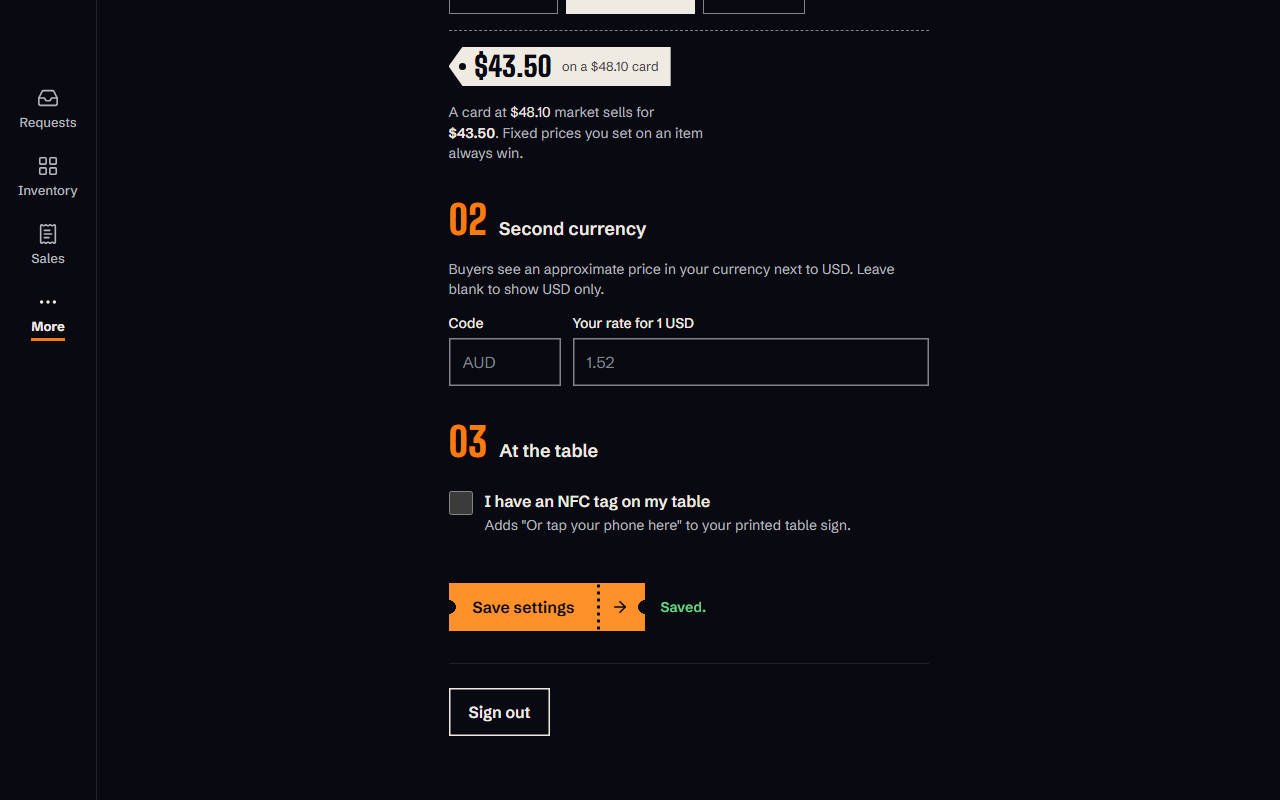 $43.50 on a $48.10 card
A card at $48.10 market sells for
$43.50. Fixed prices you set on an item
always win.
Requests
Inventory
Sales
More
02 Second currency
Buyers see an approximate price in your currency next to USD. Leave
blank to show USD only.
Code Your rate for 1 USD
AUD 1.52
03 At the table
I have an NFC tag on my table
Adds "Or tap your phone here" to your printed table sign.
Save settings → Saved.
Sign out